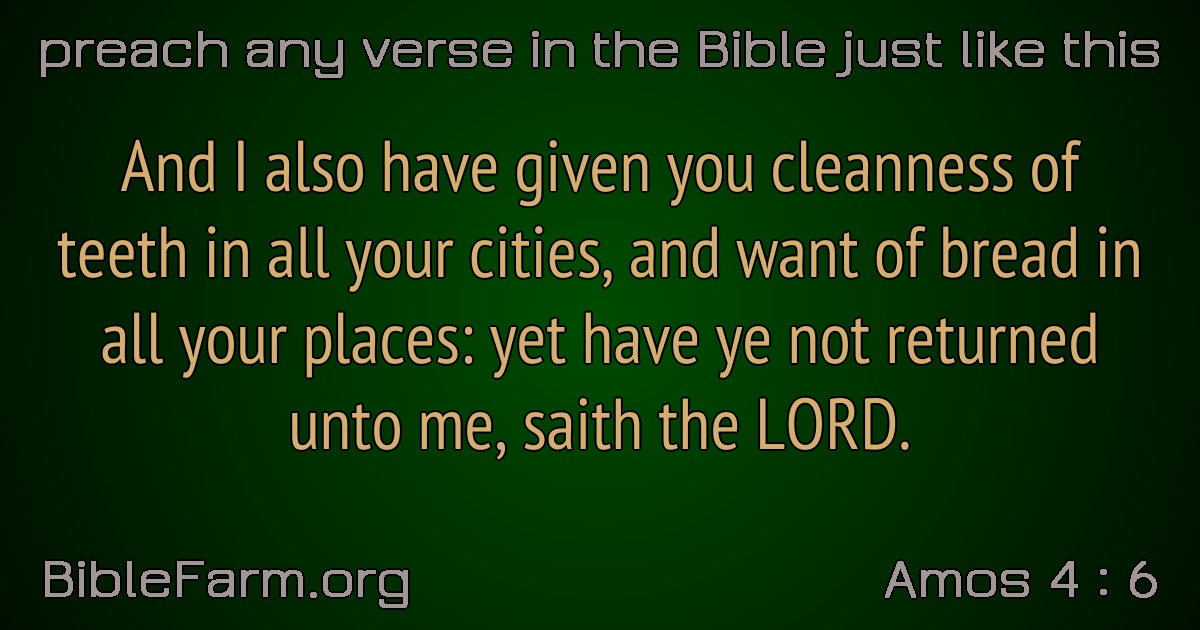 preach any verse in the Bible just like this
And I also have given you cleanness of
teeth in all your cities, and want of bread in
all your places: yet have ye not returned
unto me, saith the LORD.
BibleFarm.org
Amos 4 : 6